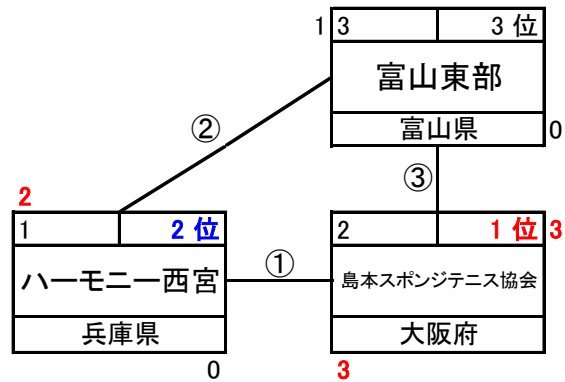 1 3 3 位
富山東部
富山県 0
②
③
2
1 2 位
ハーモニー西宮
兵庫県
0
①
2 1 位 3
島本スポンジテニス協会
大阪府
3